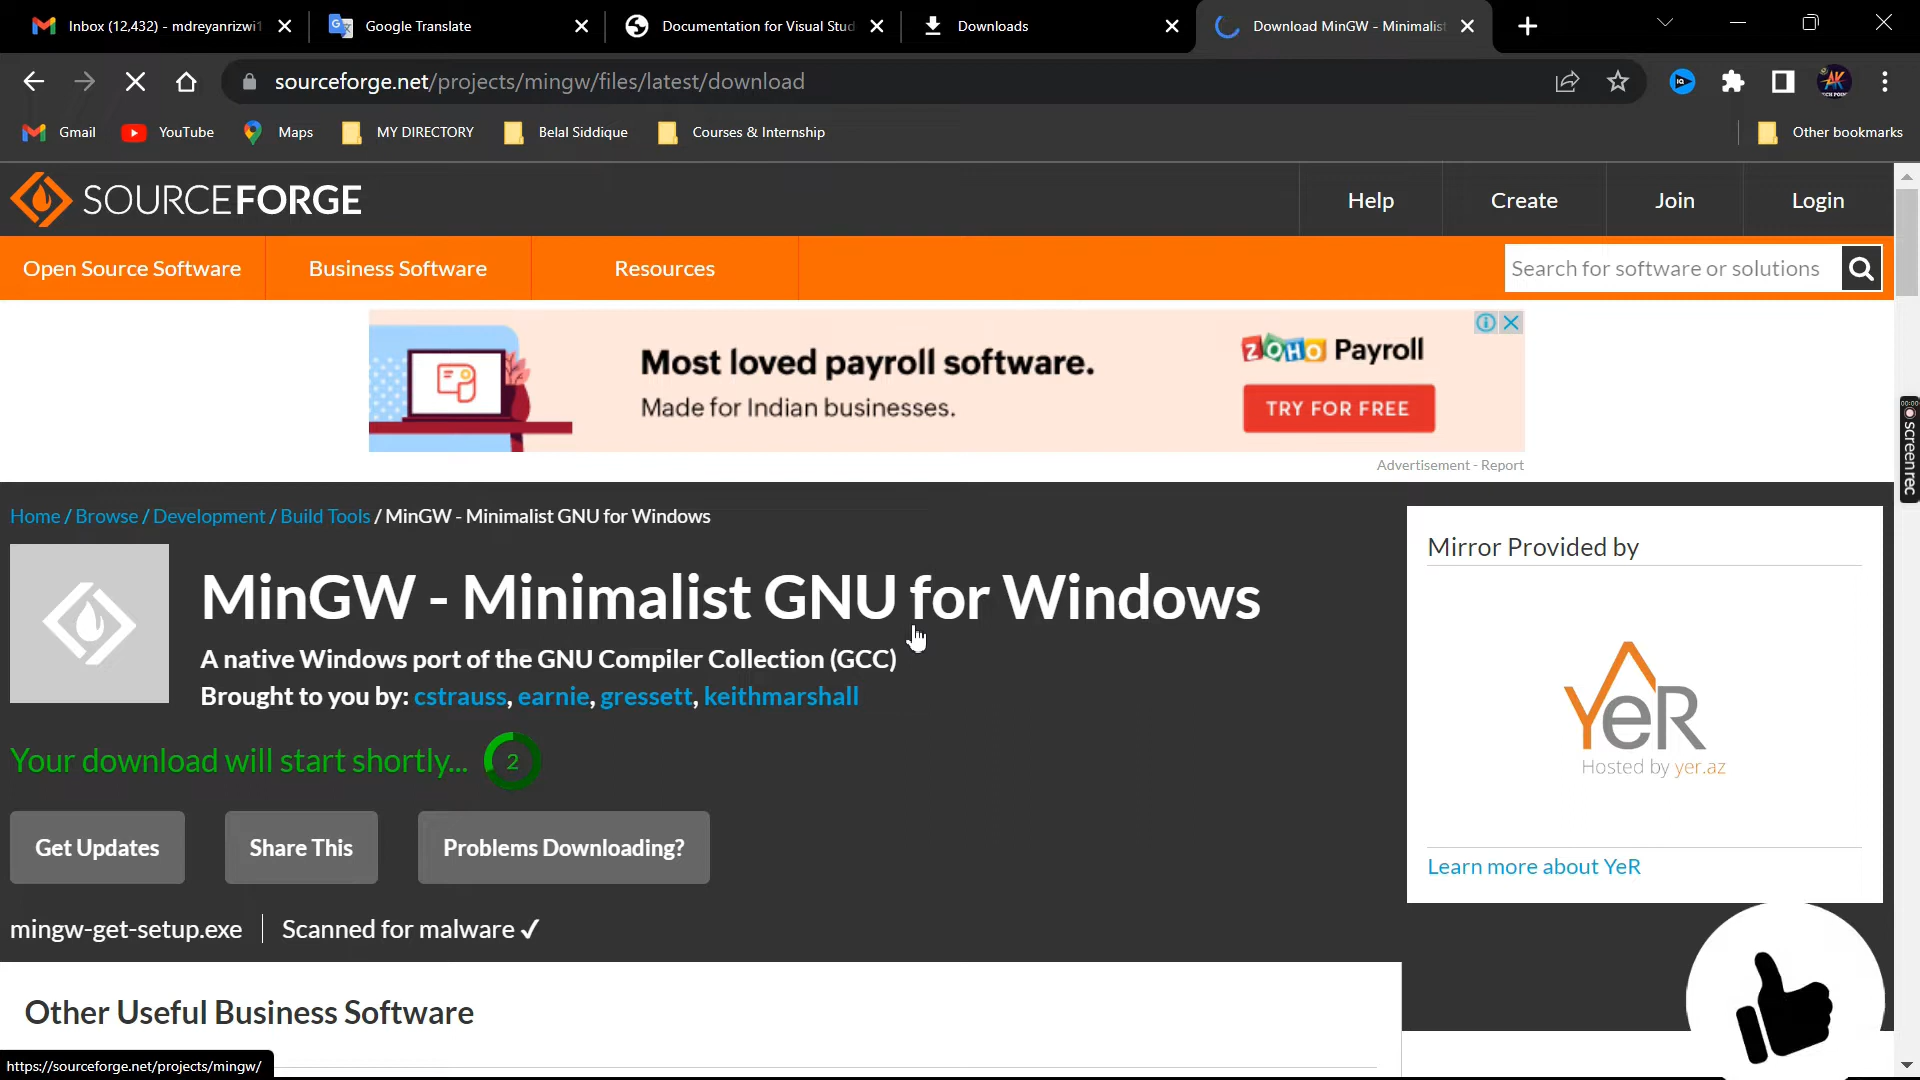 Inbox (12,432) - mdreyanrizwi1
Google Translate
Documentation for Visual Stud
Downloads
Download MinGW - Minimalist
sourceforge.net/projects/mingw/files/latest/download
Gmail
YouTube
Maps
MY DIRECTORY
Belal Siddique
Courses & Internship
Other bookmarks
SOURCEFORGE
Help
Create
Join
Login
Open Source Software
Business Software
Resources
Search for software or solutions
Most loved payroll software.
Made for Indian businesses.
ZOHO Payroll
TRY FOR FREE
Advertisement - Report
00:00
screenrec
Home / Browse / Development / Build Tools / MinGW - Minimalist GNU for Windows
MinGW - Minimalist GNU for Windows
A native Windows port of the GNU Compiler Collection (GCC)
Brought to you by: cstrauss, earnie, gressett, keithmarshall
Your download will start shortly... 2
Get Updates
Share This
Problems Downloading?
mingw-get-setup.exe
Scanned for malware ✓
Mirror Provided by
YeR
Hosted by yer.az
Learn more about YeR
Other Useful Business Software
https://sourceforge.net/projects/mingw/